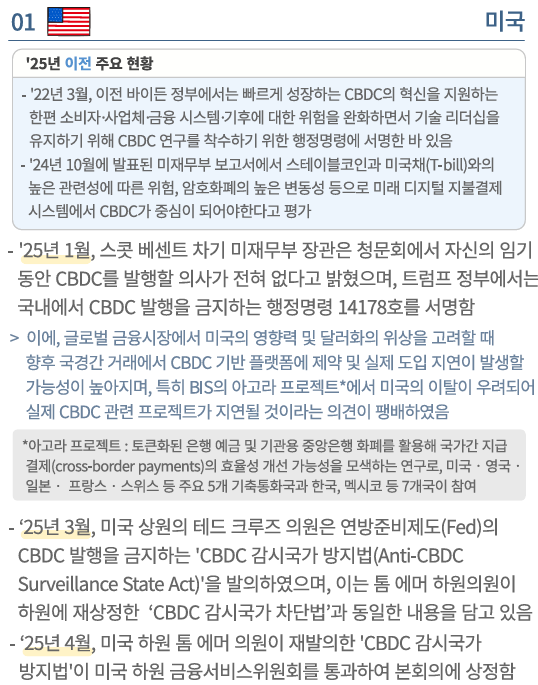 01 미국
'25년 이전 주요 현황
- '22년 3월, 이전 바이든 정부에서는 빠르게 성장하는 CBDC의 혁신을 지원하는
한편 소비자·사업체·금융 시스템·기후에 대한 위험을 완화하면서 기술 리더십을
유지하기 위해 CBDC 연구를 착수하기 위한 행정명령에 서명한 바 있음
- '24년 10월에 발표된 미재무부 보고서에서 스테이블코인과 미국채(T-bill)와의
높은 관련성에 따른 위험, 암호화폐의 높은 변동성 등으로 미래 디지털 지불결제
시스템에서 CBDC가 중심이 되어야한다고 평가
- '25년 1월, 스콧 베센트 차기 미재무부 장관은 청문회에서 자신의 임기
동안 CBDC를 발행할 의사가 전혀 없다고 밝혔으며, 트럼프 정부에서는
국내에서 CBDC 발행을 금지하는 행정명령 14178호를 서명함
> 이에, 글로벌 금융시장에서 미국의 영향력 및 달러화의 위상을 고려할 때
향후 국경간 거래에서 CBDC 기반 플랫폼에 제약 및 실제 도입 지연이 발생할
가능성이 높아지며, 특히 BIS의 아고라 프로젝트*에서 미국의 이탈이 우려되어
실제 CBDC 관련 프로젝트가 지연될 것이라는 의견이 팽배하였음
*아고라 프로젝트 : 토큰화된 은행 예금 및 기관용 중앙은행 화폐를 활용해 국가간 지급
결제(cross-border payments)의 효율성 개선 가능성을 모색하는 연구로, 미국 · 영국 ·
일본 · 프랑스 · 스위스 등 주요 5개 기축통화국과 한국, 멕시코 등 7개국이 참여
- ‘25년 3월, 미국 상원의 테드 크루즈 의원은 연방준비제도(Fed)의
CBDC 발행을 금지하는 'CBDC 감시국가 방지법(Anti-CBDC
Surveillance State Act)'을 발의하였으며, 이는 톰 에머 하원의원이
하원에 재상정한 ‘CBDC 감시국가 차단법’과 동일한 내용을 담고 있음
- ‘25년 4월, 미국 하원 톰 에머 의원이 재발의한 'CBDC 감시국가
방지법'이 미국 하원 금융서비스위원회를 통과하여 본회의에 상정함